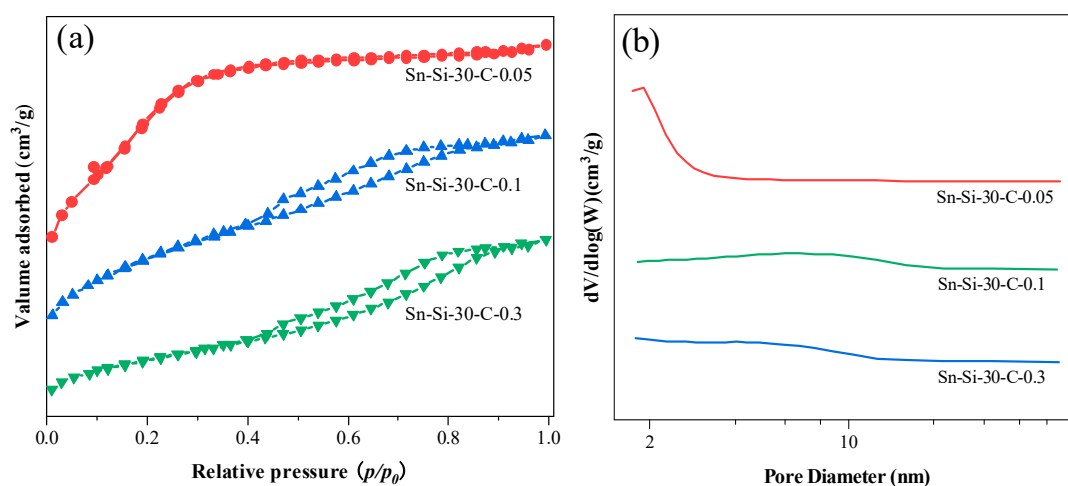 (a)
Sn-Si-30-C-0.05
Sn-Si-30-C-0.1
Sn-Si-30-C-0.3
Valume adsorbed (cm³/g)
0.0 0.2 0.4 0.6 0.8 1.0
Relative pressure (p/p₀)
(b)
Sn-Si-30-C-0.05
Sn-Si-30-C-0.1
Sn-Si-30-C-0.3
dV/dlog(W)(cm³/g)
2 10
Pore Diameter (nm)